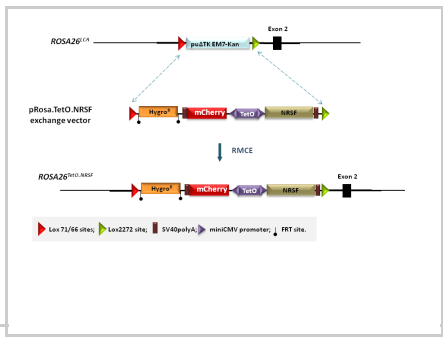 ROSA26LCA
puΔTK EM7-Kan
Exon 2
pRosa.TetO.NRSF
exchange vector
HygroR mCherry TetO NRSF
RMCE
ROSA26TetO.NRSF
Exon 2
HygroR mCherry TetO NRSF
Lox 71/66 sites; Lox2272 site; SV40polyA; miniCMV promoter; FRT site.